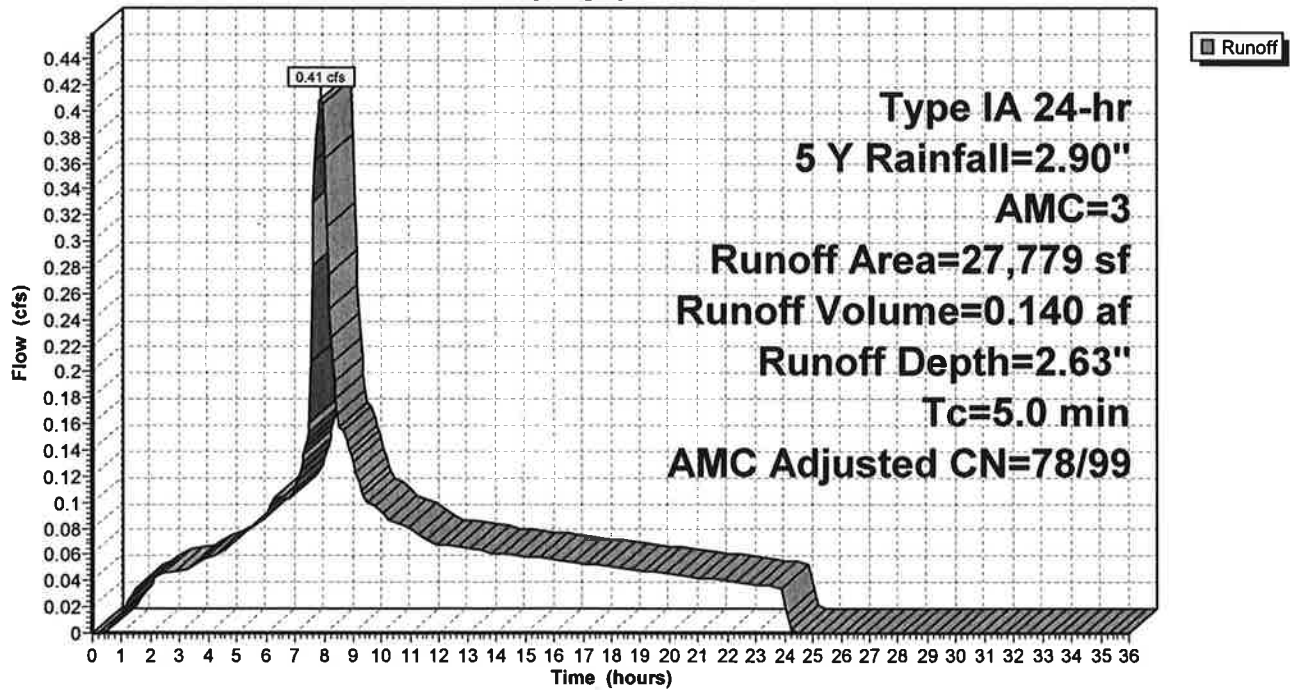 Runoff
0.41 cfs
Type IA 24-hr
5 Y Rainfall=2.90"
AMC=3
Runoff Area=27,779 sf
Runoff Volume=0.140 af
Runoff Depth=2.63"
Tc=5.0 min
AMC Adjusted CN=78/99
Flow (cfs)
0.44
0.42
0.4
0.38
0.36
0.34
0.32
0.3
0.28
0.26
0.24
0.22
0.2
0.18
0.16
0.14
0.12
0.1
0.08
0.06
0.04
0.02
0
0 1 2 3 4 5 6 7 8 9 10 11 12 13 14 15 16 17 18 19 20 21 22 23 24 25 26 27 28 29 30 31 32 33 34 35 36
Time (hours)